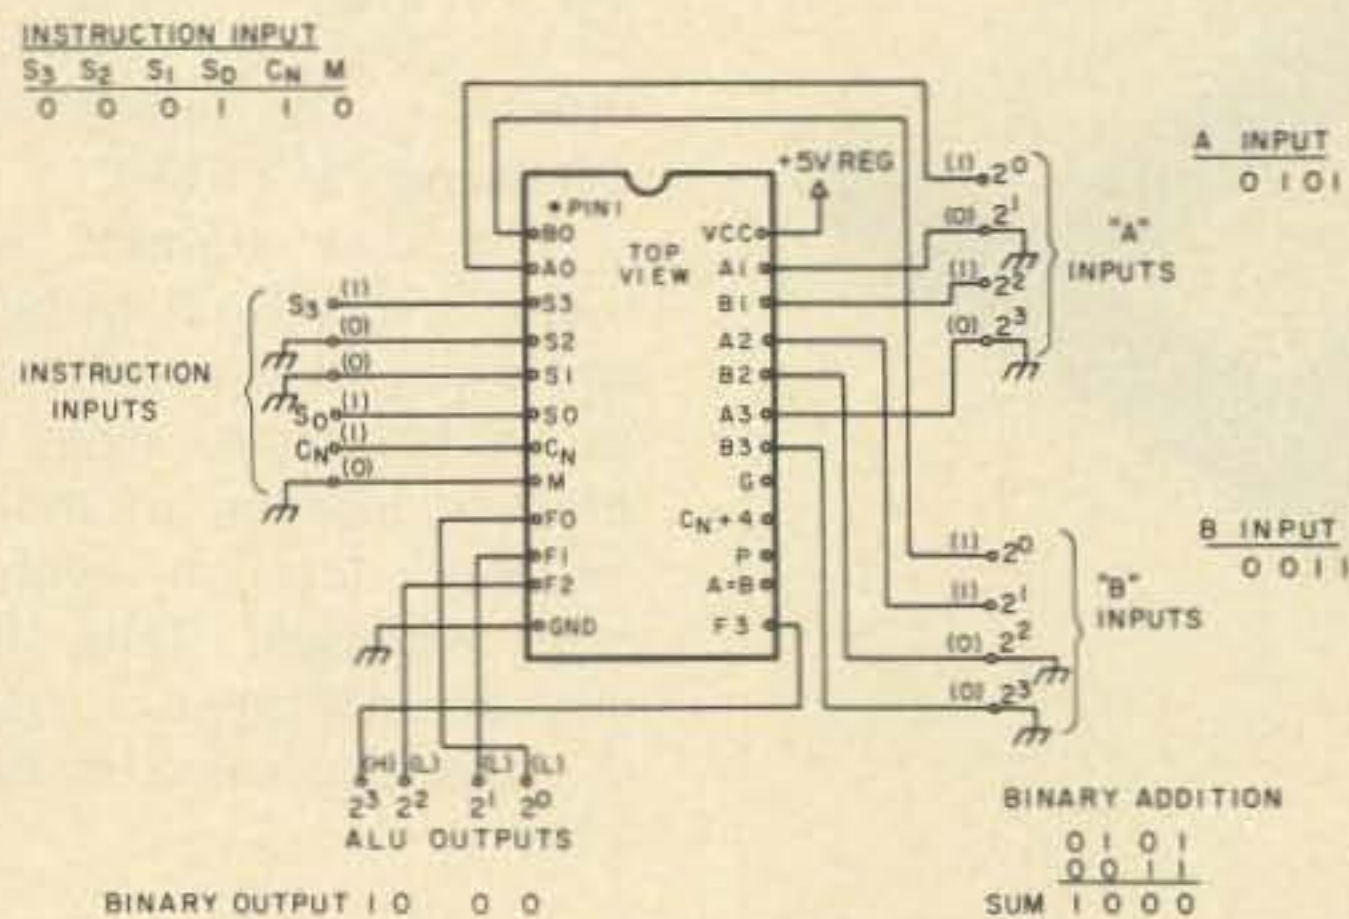 INSTRUCTION INPUT
S3 S2 S1 S0 CN M
0 0 0 1 1 0
+5V REG
A INPUT
0 1 0 1
PIN 1
TOP
VIEW
B0
A0
S3
S2
S1
S0
CN
M
F0
F1
F2
GND
VCC
A1
B1
A2
B2
A3
B3
G
CN+4
P
A=B
F3
INSTRUCTION
INPUTS
S3 (1)
(0)
(0)
S0 (1)
CN (1)
(0)
(1) 2^0
(0) 2^1
(1) 2^2
(0) 2^3
"A"
INPUTS
B INPUT
0 0 1 1
(1) 2^0
(1) 2^1
(0) 2^2
(0) 2^3
"B"
INPUTS
(H) (L) (L) (L)
2^3 2^2 2^1 2^0
ALU OUTPUTS
BINARY OUTPUT 1 0 0 0
BINARY ADDITION
0 1 0 1
0 0 1 1
SUM 1 0 0 0